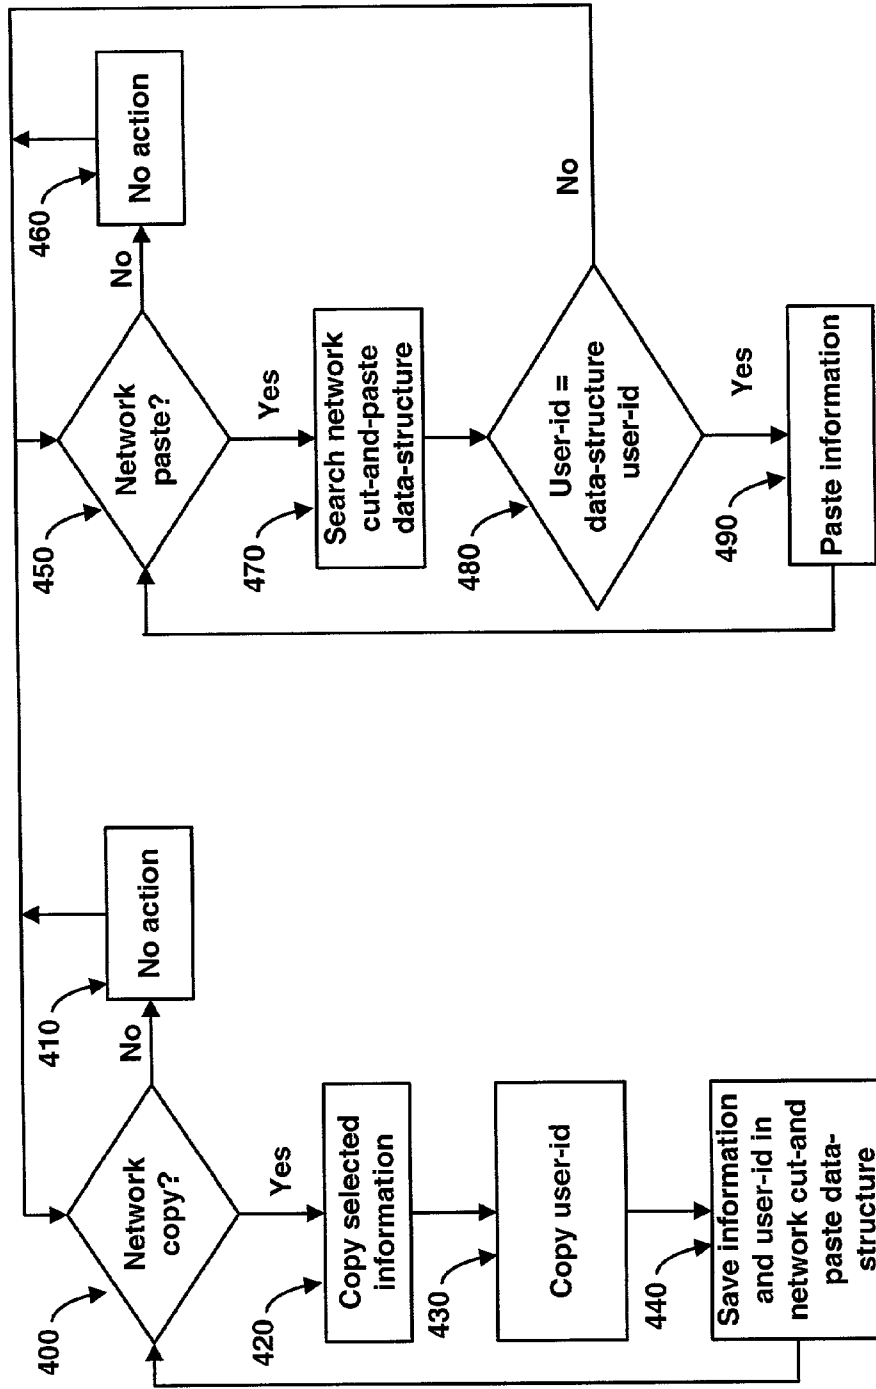 400
Network
copy?
No
410
No action
Yes
420
Copy selected
information
430
Copy user-id
440
Save information
and user-id in
network cut-and
paste data-
structure
450
Network
paste?
No
460
No action
Yes
470
Search network
cut-and-paste
data-structure
480
User-id =
data-structure
user-id
No
Yes
490
Paste information